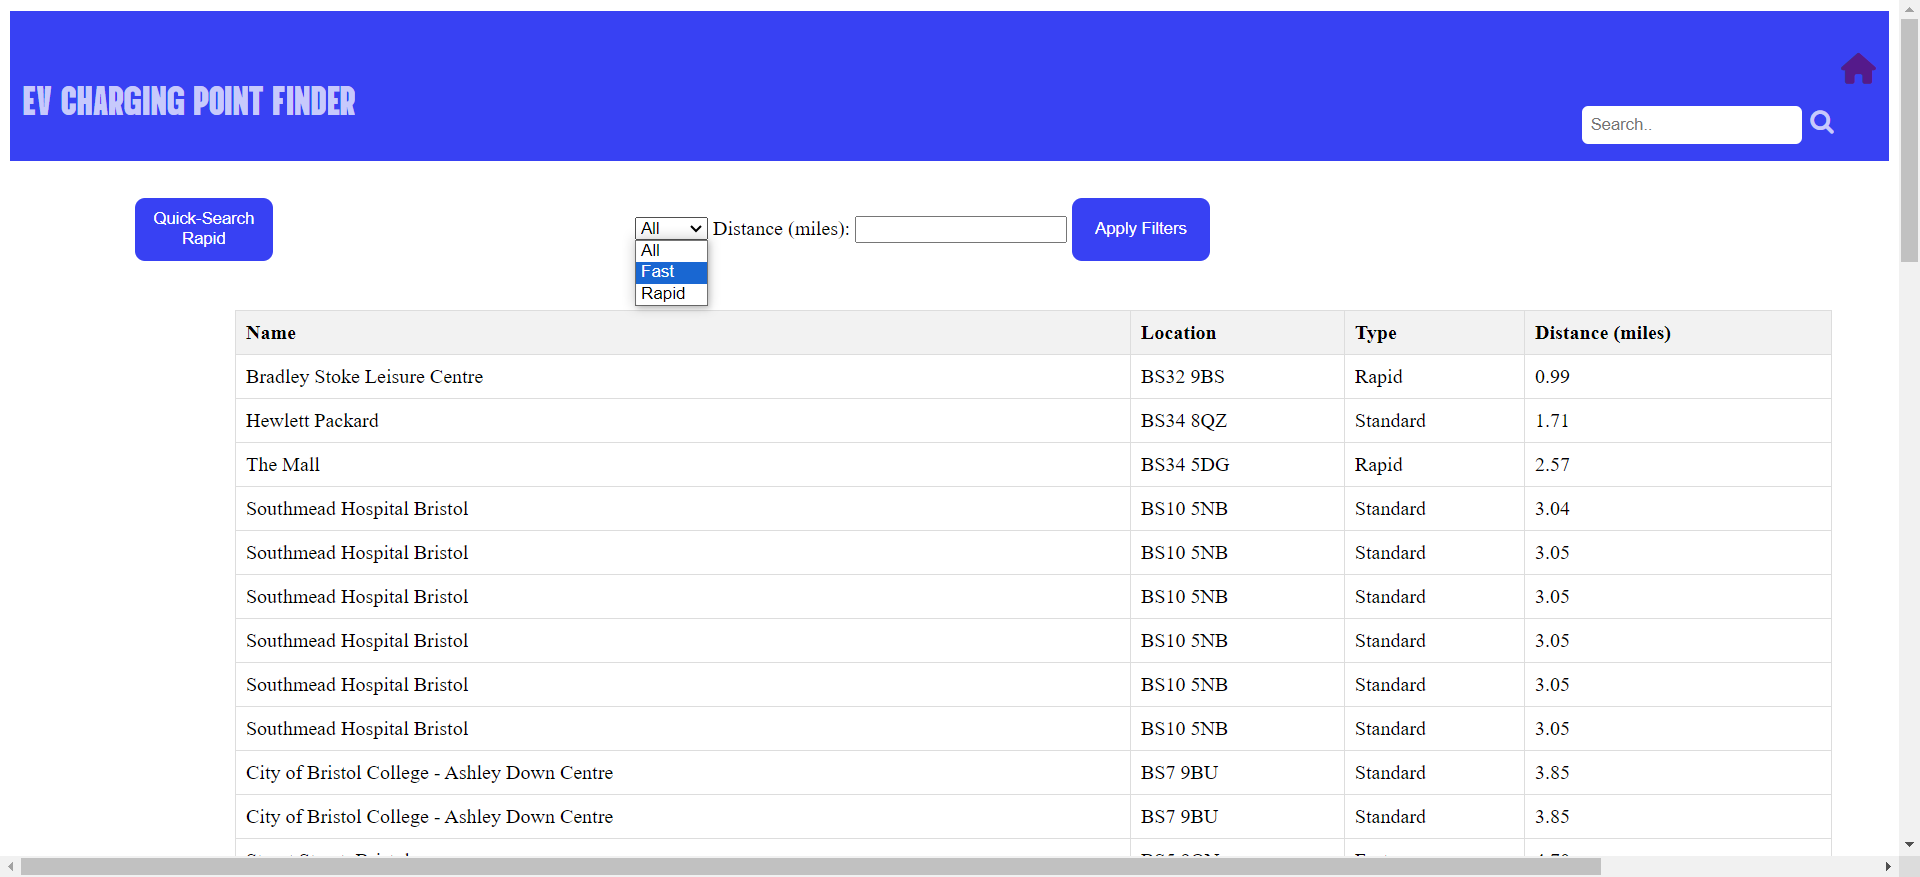 EV CHARGING POINT FINDER
Search..
Quick-Search
Rapid
All Distance (miles): Apply Filters
All
Fast
Rapid
Name Location Type Distance (miles)
Bradley Stoke Leisure Centre BS32 9BS Rapid 0.99
Hewlett Packard BS34 8QZ Standard 1.71
The Mall BS34 5DG Rapid 2.57
Southmead Hospital Bristol BS10 5NB Standard 3.04
Southmead Hospital Bristol BS10 5NB Standard 3.05
Southmead Hospital Bristol BS10 5NB Standard 3.05
Southmead Hospital Bristol BS10 5NB Standard 3.05
Southmead Hospital Bristol BS10 5NB Standard 3.05
Southmead Hospital Bristol BS10 5NB Standard 3.05
City of Bristol College - Ashley Down Centre BS7 9BU Standard 3.85
City of Bristol College - Ashley Down Centre BS7 9BU Standard 3.85